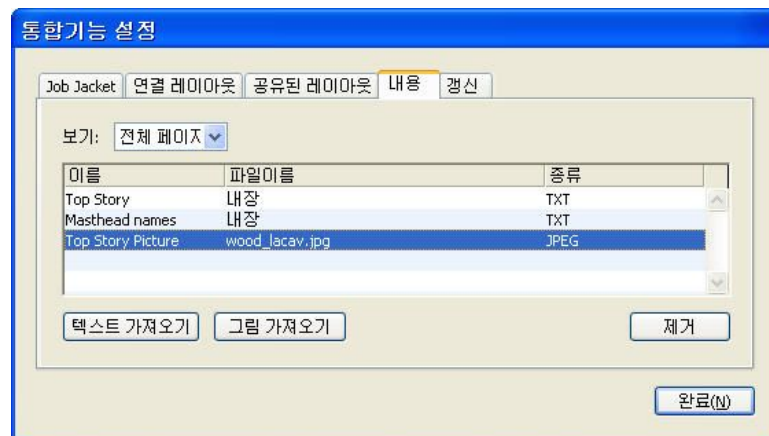 통합기능 설정
Job Jacket 연결 레이아웃 공유된 레이아웃 내용 갱신
보기: 전체 페이지
이름 파일이름 종류
Top Story 내장 TXT
Masthead names 내장 TXT
Top Story Picture wood_lacav.jpg JPEG
텍스트 가져오기 그림 가져오기 제거
완료(N)